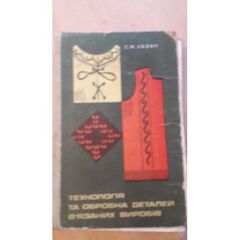 ТЕХНОЛОГІЯ
ТА ОБРОБКА ДЕТАЛЕЙ
В'ЯЗАНИХ ВИРОБІВ